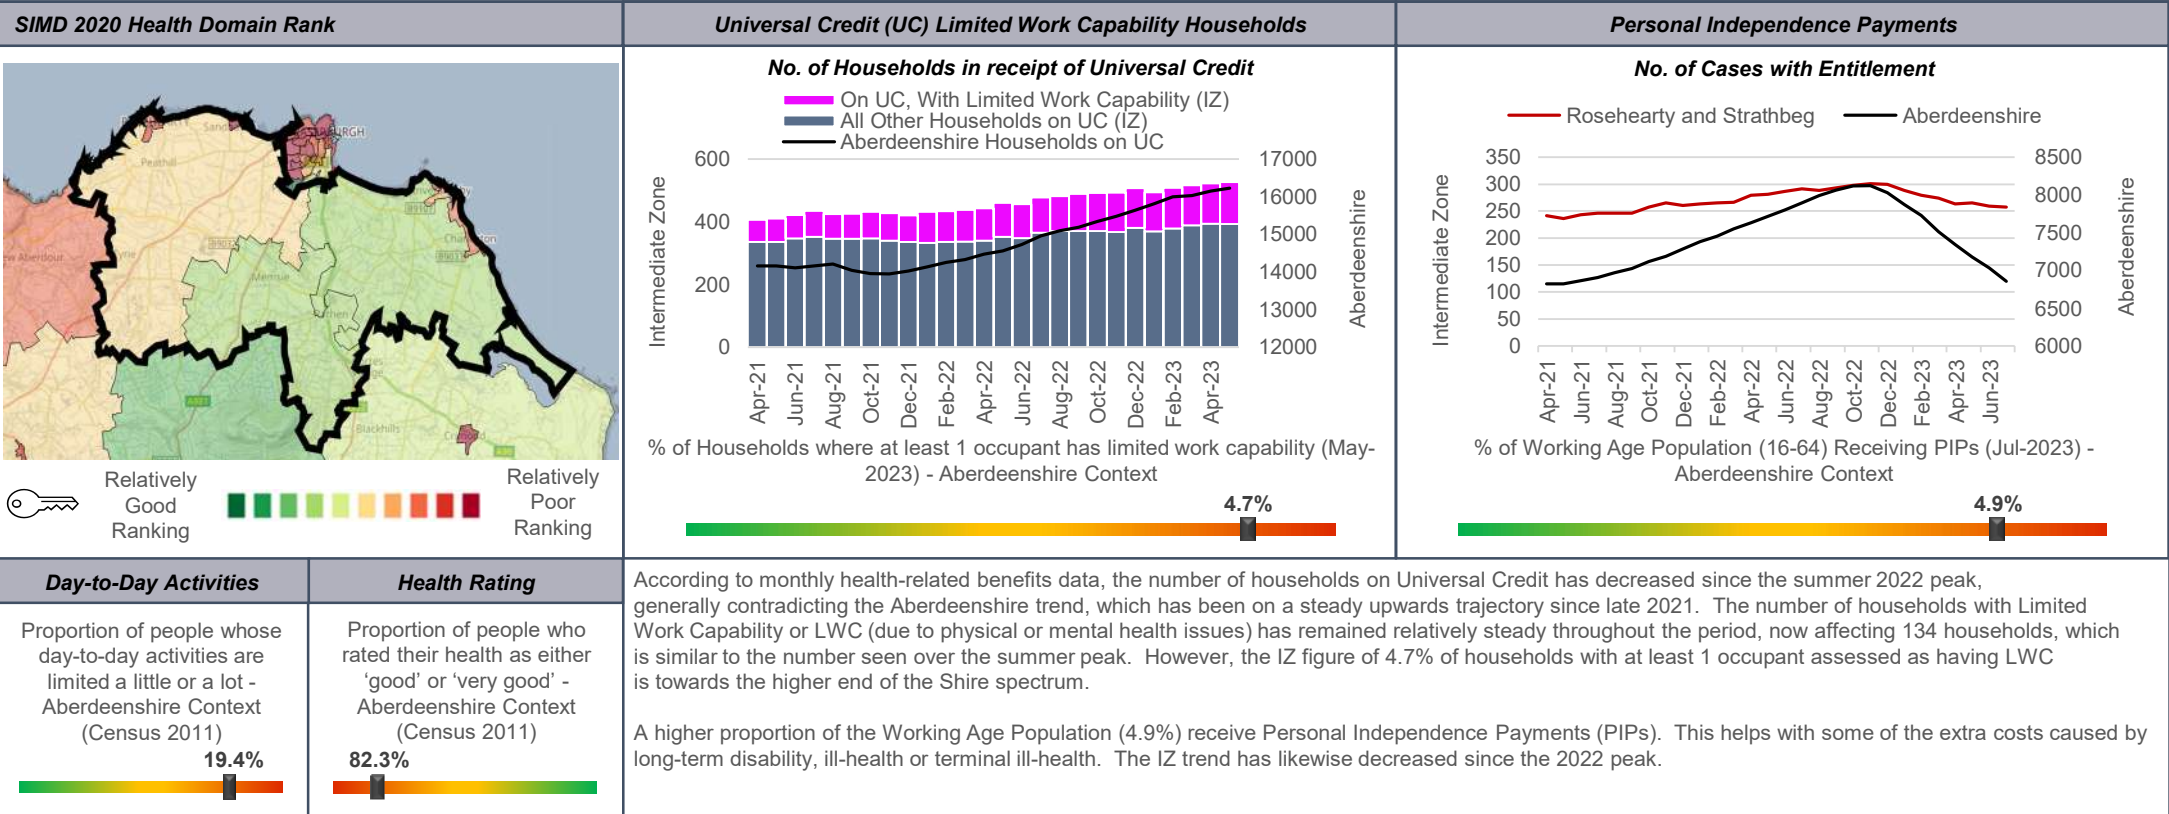 SIMD 2020 Health Domain Rank
Peathill
Memsie
B9032
B9033
Blackhills
Relatively
Good
Ranking
Relatively
Poor
Ranking
Universal Credit (UC) Limited Work Capability Households
No. of Households in receipt of Universal Credit
On UC, With Limited Work Capability (IZ)
All Other Households on UC (IZ)
Aberdeenshire Households on UC
Intermediate Zone
600
400
200
0
17000
16000
15000
14000
13000
12000
Aberdeenshire
Apr-21
Jun-21
Aug-21
Oct-21
Dec-21
Feb-22
Apr-22
Jun-22
Aug-22
Oct-22
Dec-22
Feb-23
Apr-23
% of Households where at least 1 occupant has limited work capability (May-
2023) - Aberdeenshire Context
4.7%
Personal Independence Payments
No. of Cases with Entitlement
Rosehearty and Strathbeg
Aberdeenshire
Intermediate Zone
350
300
250
200
150
100
50
0
8500
8000
7500
7000
6500
6000
Aberdeenshire
Apr-21
Jun-21
Aug-21
Oct-21
Dec-21
Feb-22
Apr-22
Jun-22
Aug-22
Oct-22
Dec-22
Feb-23
Apr-23
Jun-23
% of Working Age Population (16-64) Receiving PIPs (Jul-2023) -
Aberdeenshire Context
4.9%
Day-to-Day Activities
Proportion of people whose
day-to-day activities are
limited a little or a lot -
Aberdeenshire Context
(Census 2011)
19.4%
Health Rating
Proportion of people who
rated their health as either
‘good’ or ‘very good’ -
Aberdeenshire Context
(Census 2011)
82.3%
According to monthly health-related benefits data, the number of households on Universal Credit has decreased since the summer 2022 peak,
generally contradicting the Aberdeenshire trend, which has been on a steady upwards trajectory since late 2021. The number of households with Limited
Work Capability or LWC (due to physical or mental health issues) has remained relatively steady throughout the period, now affecting 134 households, which
is similar to the number seen over the summer peak. However, the IZ figure of 4.7% of households with at least 1 occupant assessed as having LWC
is towards the higher end of the Shire spectrum.
A higher proportion of the Working Age Population (4.9%) receive Personal Independence Payments (PIPs). This helps with some of the extra costs caused by
long-term disability, ill-health or terminal ill-health. The IZ trend has likewise decreased since the 2022 peak.